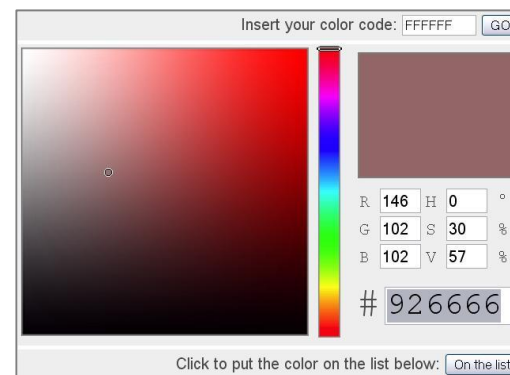 Insert your color code: FFFFFF GO
R 146 H 0 °
G 102 S 30 %
B 102 V 57 %
# 926666
Click to put the color on the list below: On the list